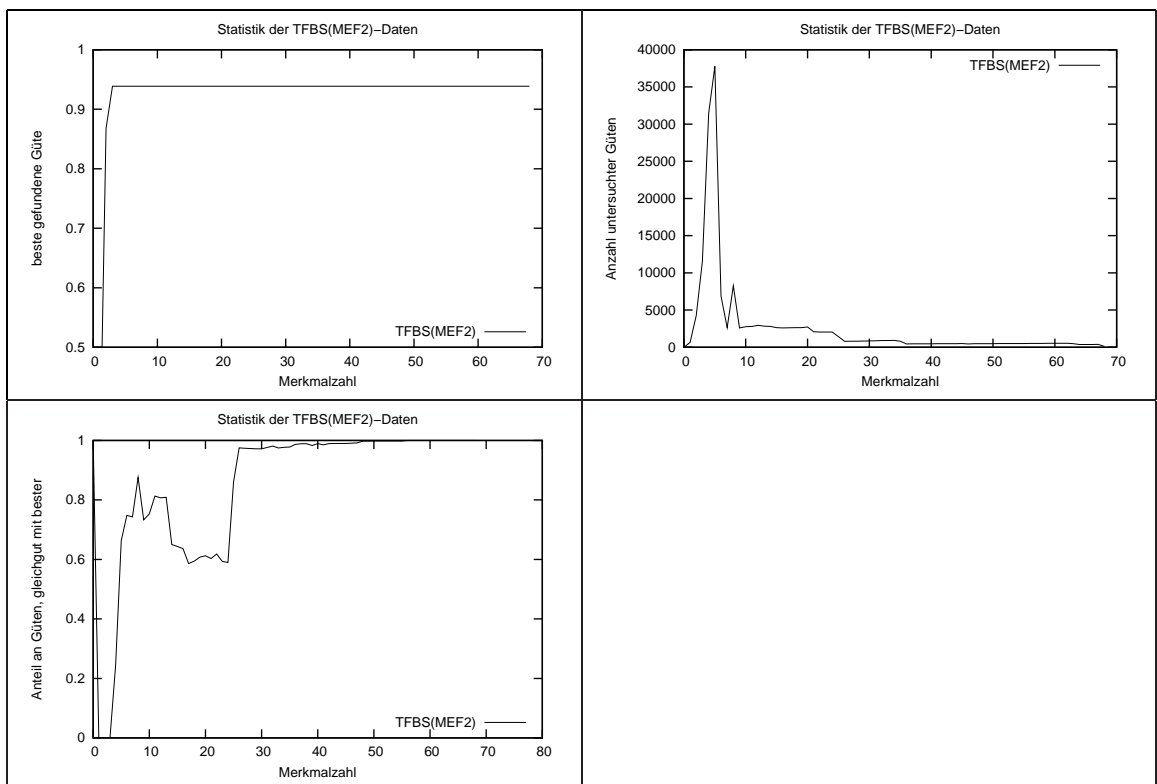 Statistik der TFBS(MEF2)−Daten
1
0.9
0.8
0.7
0.6
0.5
beste gefundene Güte
TFBS(MEF2)
0 10 20 30 40 50 60 70
Merkmalzahl
Statistik der TFBS(MEF2)−Daten
40000
35000
30000
25000
20000
15000
10000
5000
0
Anzahl untersuchter Güten
TFBS(MEF2)
0 10 20 30 40 50 60 70
Merkmalzahl
Statistik der TFBS(MEF2)−Daten
1
0.8
0.6
0.4
0.2
0
Anteil an Güten, gleichgut mit bester
TFBS(MEF2)
0 10 20 30 40 50 60 70 80
Merkmalzahl